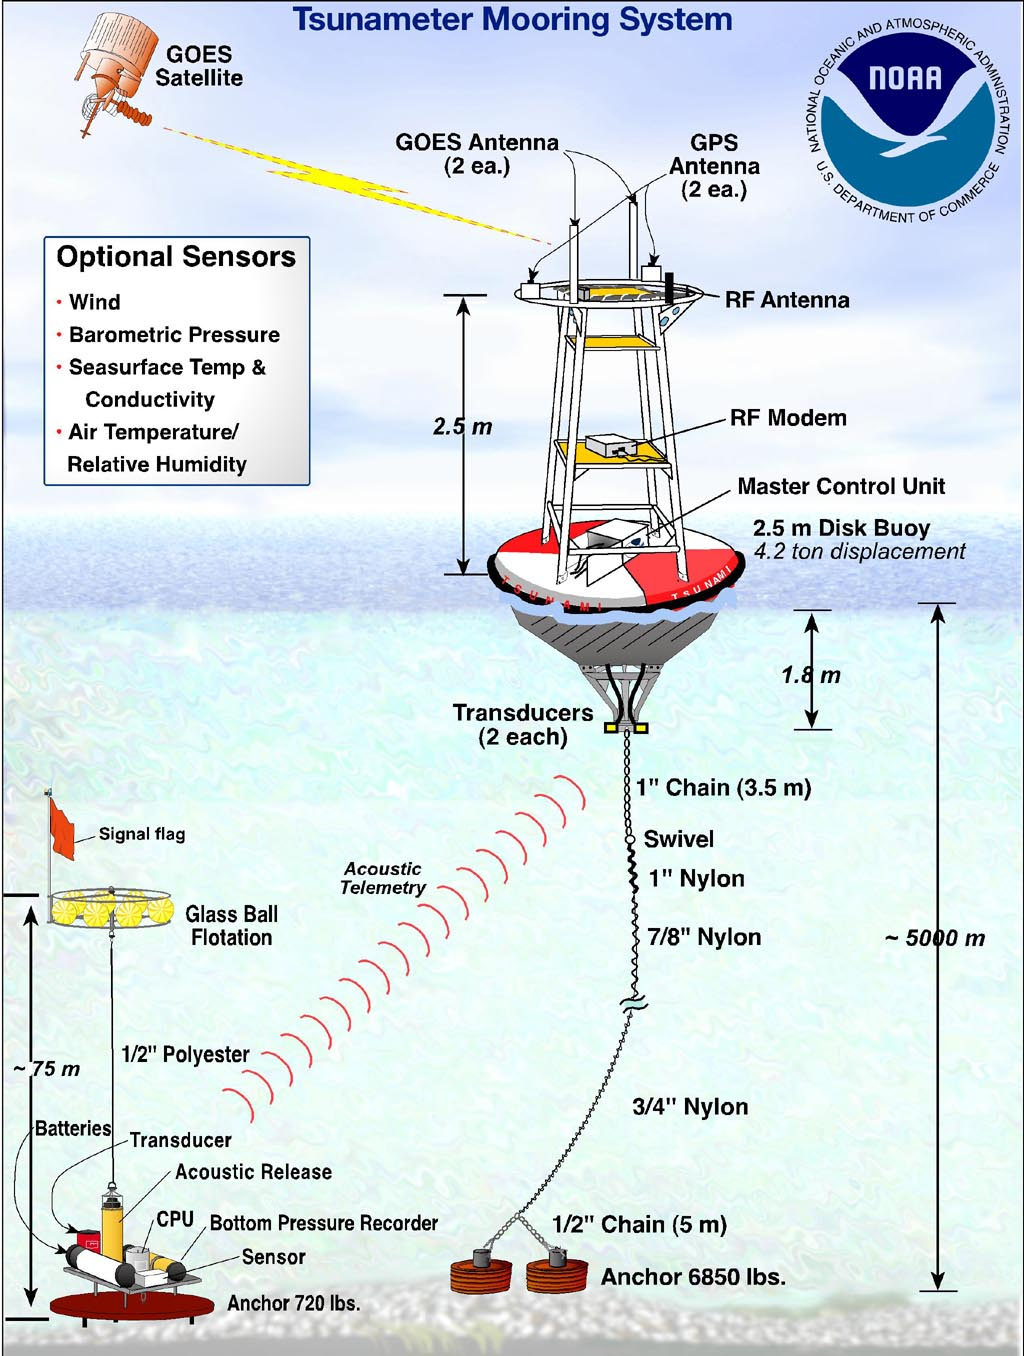 Tsunameter Mooring System
GOES
Satellite
NATIONAL OCEANIC AND ATMOSPHERIC ADMINISTRATION
NOAA
U.S. DEPARTMENT OF COMMERCE
GOES Antenna
(2 ea.)
GPS
Antenna
(2 ea.)
Optional Sensors
· Wind
· Barometric Pressure
· Seasurface Temp &
Conductivity
· Air Temperature/
Relative Humidity
RF Antenna
2.5 m
RF Modem
Master Control Unit
2.5 m Disk Buoy
4.2 ton displacement
TSUNAMI
TSUNAMI
1.8 m
Transducers
(2 each)
1" Chain (3.5 m)
Swivel
1" Nylon
7/8" Nylon
~ 5000 m
3/4" Nylon
1/2" Chain (5 m)
Anchor 6850 lbs.
Acoustic
Telemetry
Signal flag
Glass Ball
Flotation
1/2" Polyester
~ 75 m
Batteries
Transducer
Acoustic Release
CPU
Bottom Pressure Recorder
Sensor
Anchor 720 lbs.